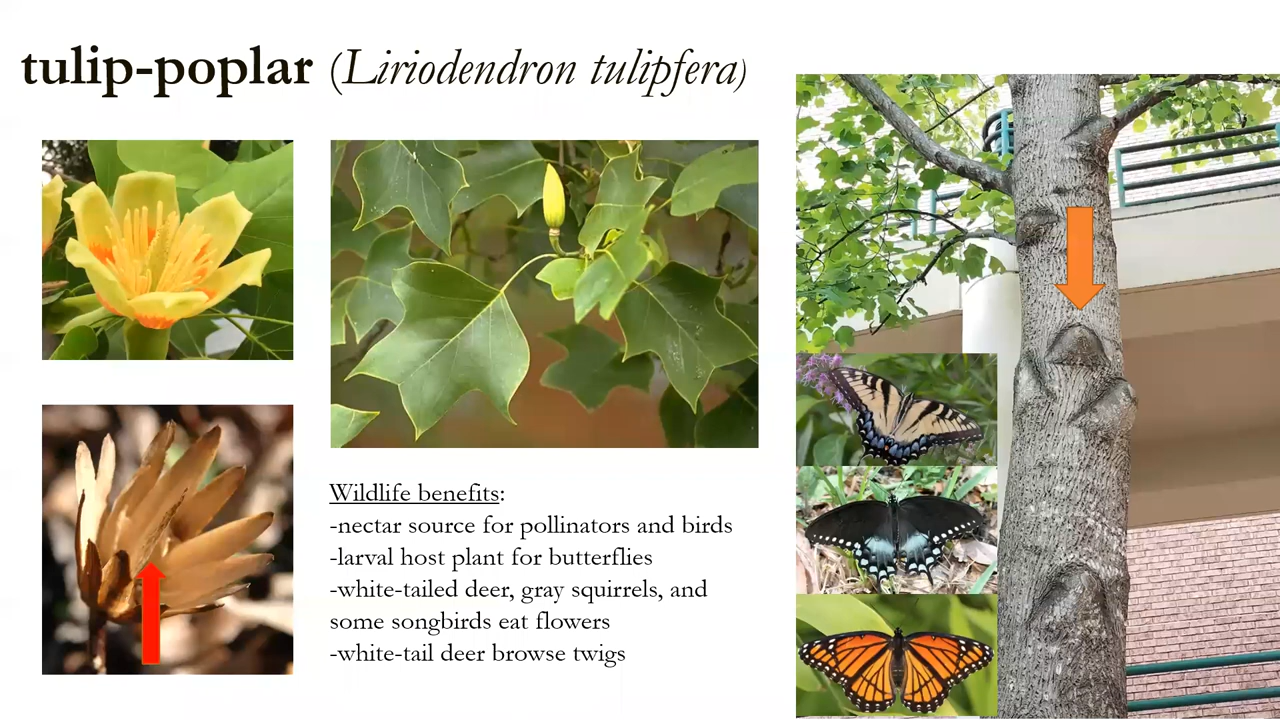 tulip-poplar (Liriodendron tulipfera)
Wildlife benefits:
-nectar source for pollinators and birds
-larval host plant for butterflies
-white-tailed deer, gray squirrels, and
some songbirds eat flowers
-white-tail deer browse twigs